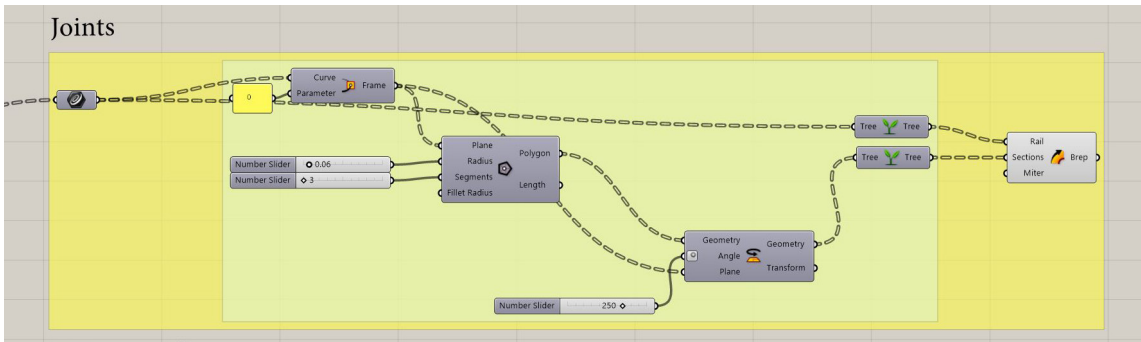 Joints
Curve
Parameter
Frame
0
Number Slider 0.06
Number Slider 3
Plane
Radius
Segments
Fillet Radius
Polygon
Length
Tree Tree
Tree Tree
Rail
Sections
Miter
Brep
Geometry
Angle
Plane
Geometry
Transform
Number Slider 250